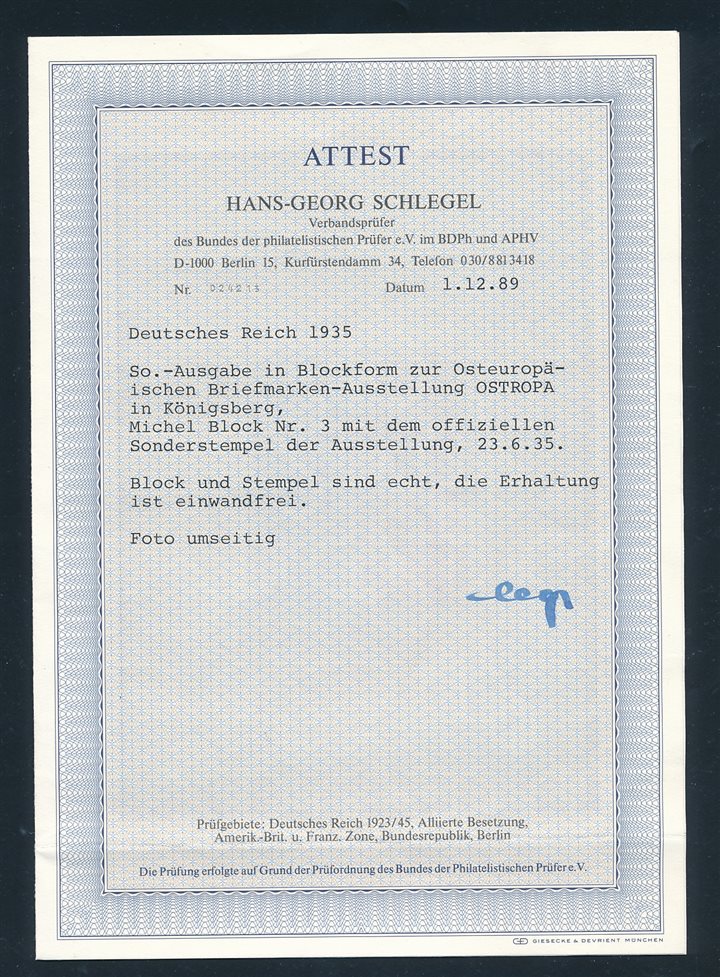 ATTEST
HANS-GEORG SCHLEGEL
Verbandsprüfer
des Bundes der philatelistischen Prüfer e.V. im BDPh und APHV
D-1000 Berlin 15, Kurfürstendamm 34, Telefon 030/8813418
Nr. Datum 1.12.89
Deutsches Reich 1935
So.-Ausgabe in Blockform zur Osteuropä-
ischen Briefmarken-Ausstellung OSTROPA
in Königsberg,
Michel Block Nr. 3 mit dem offiziellen
Sonderstempel der Ausstellung, 23.6.35.
Block und Stempel sind echt, die Erhaltung
ist einwandfrei.
Foto umseitig
Prüfgebiete: Deutsches Reich 1923/45, Alliierte Besetzung,
Amerik.-Brit. u. Franz. Zone, Bundesrepublik, Berlin
Die Prüfung erfolgte auf Grund der Prüfordnung des Bundes der Philatelistischen Prüfer e.V.
GIESECKE & DEVRIENT MÜNCHEN